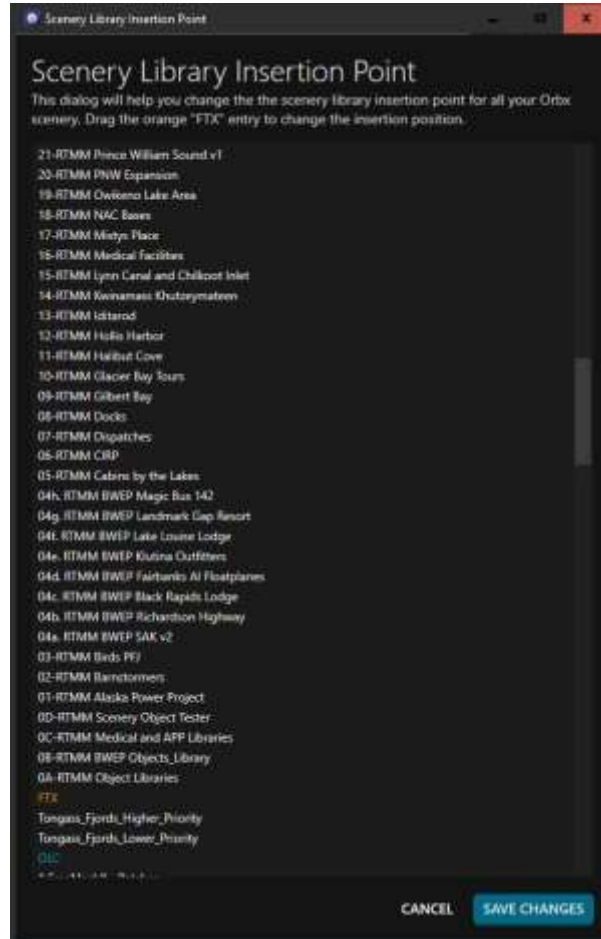 Scenery Library Insertion Point
Scenery Library Insertion Point
This dialog will help you change the the scenery library insertion point for all your Orbx
scenery. Drag the orange "FTX" entry to change the insertion position.
21-RTMM Prince William Sound v1
20-RTMM PNW Expansion
19-RTMM Owikeno Lake Area
18-RTMM NAC Bases
17-RTMM Mistys Place
16-RTMM Medical Facilities
15-RTMM Lynn Canal and Chilkoot Inlet
14-RTMM Kwinamass Khutzeymateen
13-RTMM Iditarod
12-RTMM Hollis Harbor
11-RTMM Halibut Cove
10-RTMM Glacier Bay Tours
09-RTMM Gilbert Bay
08-RTMM Docks
07-RTMM Dispatches
06-RTMM CIRP
05-RTMM Cabins by the Lakes
04h. RTMM BWEP Magic Bus 142
04g. RTMM BWEP Landmark Gap Resort
04f. RTMM BWEP Lake Louise Lodge
04e. RTMM BWEP Klutina Outfitters
04d. RTMM BWEP Fairbanks AI Floatplanes
04c. RTMM BWEP Black Rapids Lodge
04b. RTMM BWEP Richardson Highway
04a. RTMM BWEP SAK v2
03-RTMM Birds PFJ
02-RTMM Barnstormers
01-RTMM Alaska Power Project
0D-RTMM Scenery Object Tester
0C-RTMM Medical and APP Libraries
0B-RTMM BWEP Objects_Library
0A-RTMM Object Libraries
FTX
Tongass_Fjords_Higher_Priority
Tongass_Fjords_Lower_Priority
OLC
CANCEL
SAVE CHANGES